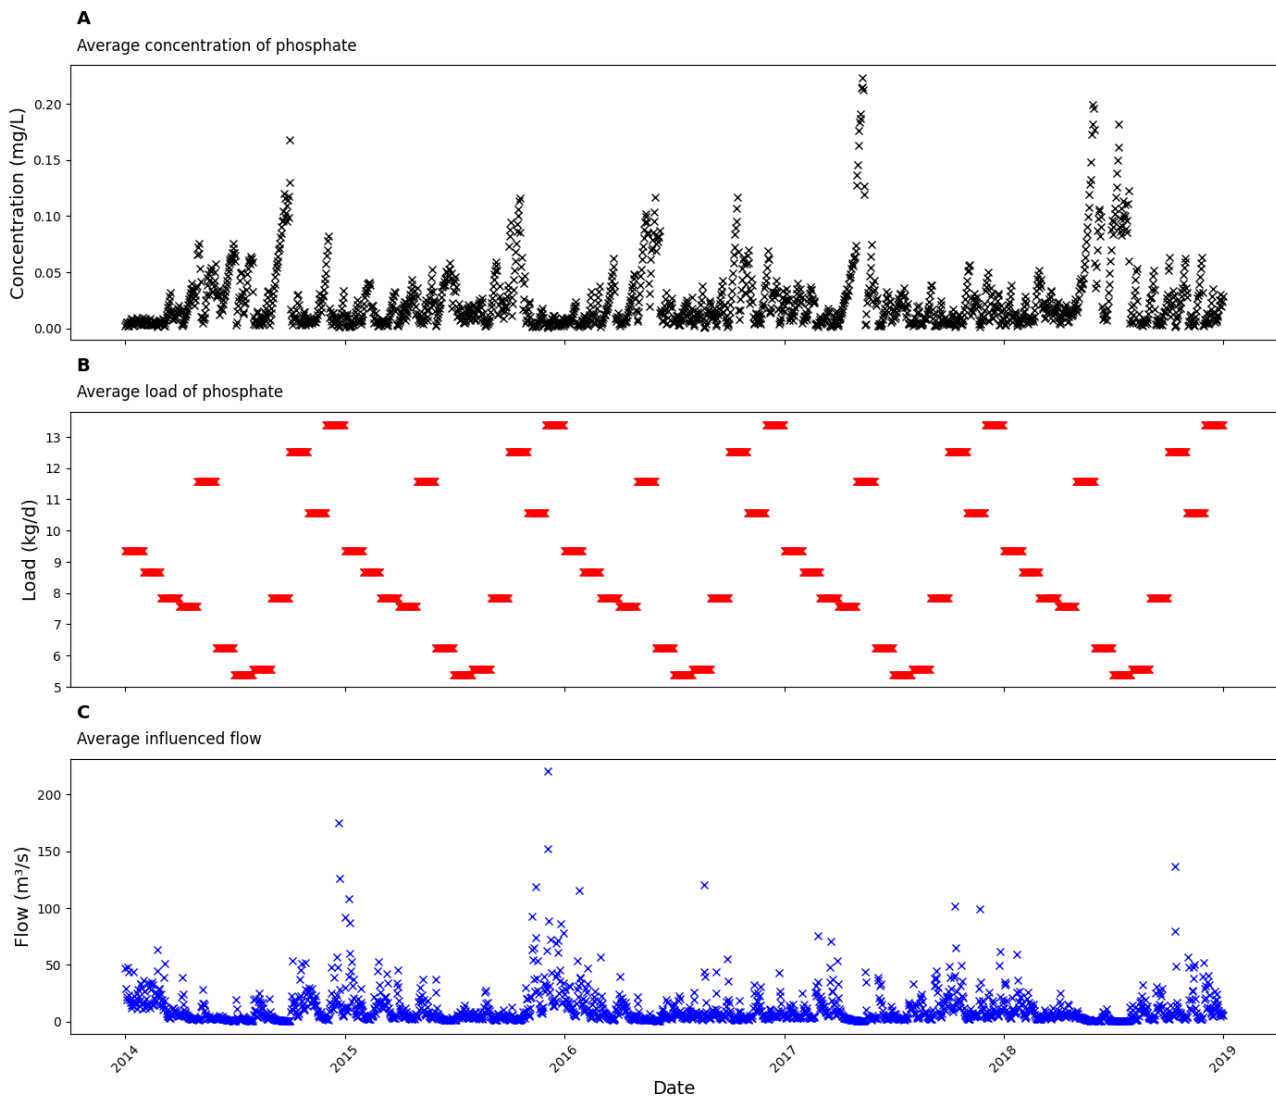 A
Average concentration of phosphate
Concentration (mg/L)
0.20
0.15
0.10
0.05
0.00
B
Average load of phosphate
Load (kg/d)
13
12
11
10
9
8
7
6
5
C
Average influenced flow
Flow (m³/s)
200
150
100
50
0
2014
2015
2016
2017
2018
2019
Date